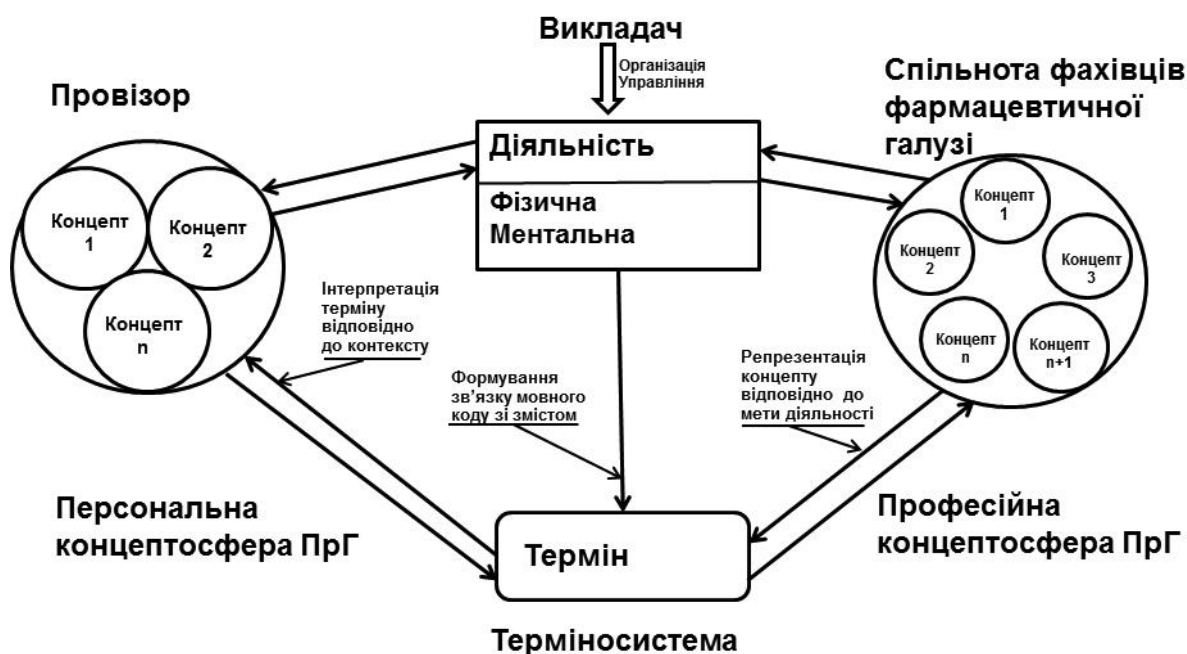 Викладач
Організація
Управління
Провізор
Спільнота фахівців
фармацевтичної
галузі
Діяльність
Фізична
Ментальна
Концепт
1
Концепт
2
Концепт
n
Концепт
1
Концепт
2
Концепт
3
Концепт
n
Концепт
n+1
Інтерпретація
терміну
відповідно
до контексту
Формування
зв’язку мовного
коду зі змістом
Репрезентація
концепту
відповідно до
мети діяльності
Персональна
концептосфера ПрГ
Професійна
концептосфера ПрГ
Термін
Терміносистема